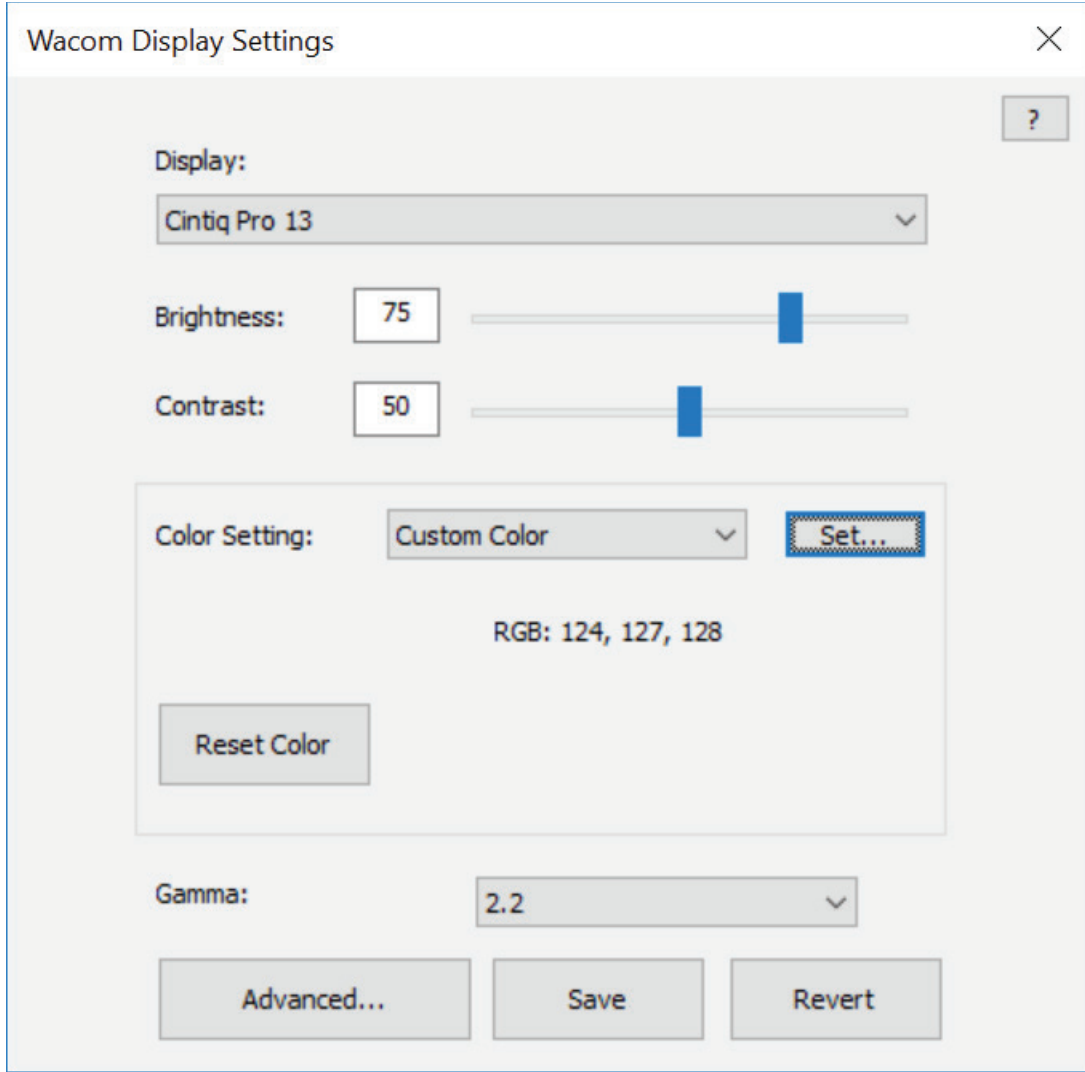 Wacom Display Settings
?
Display:
Cintiq Pro 13
Brightness: 75
Contrast: 50
Color Setting: Custom Color Set...
RGB: 124, 127, 128
Reset Color
Gamma: 2.2
Advanced... Save Revert